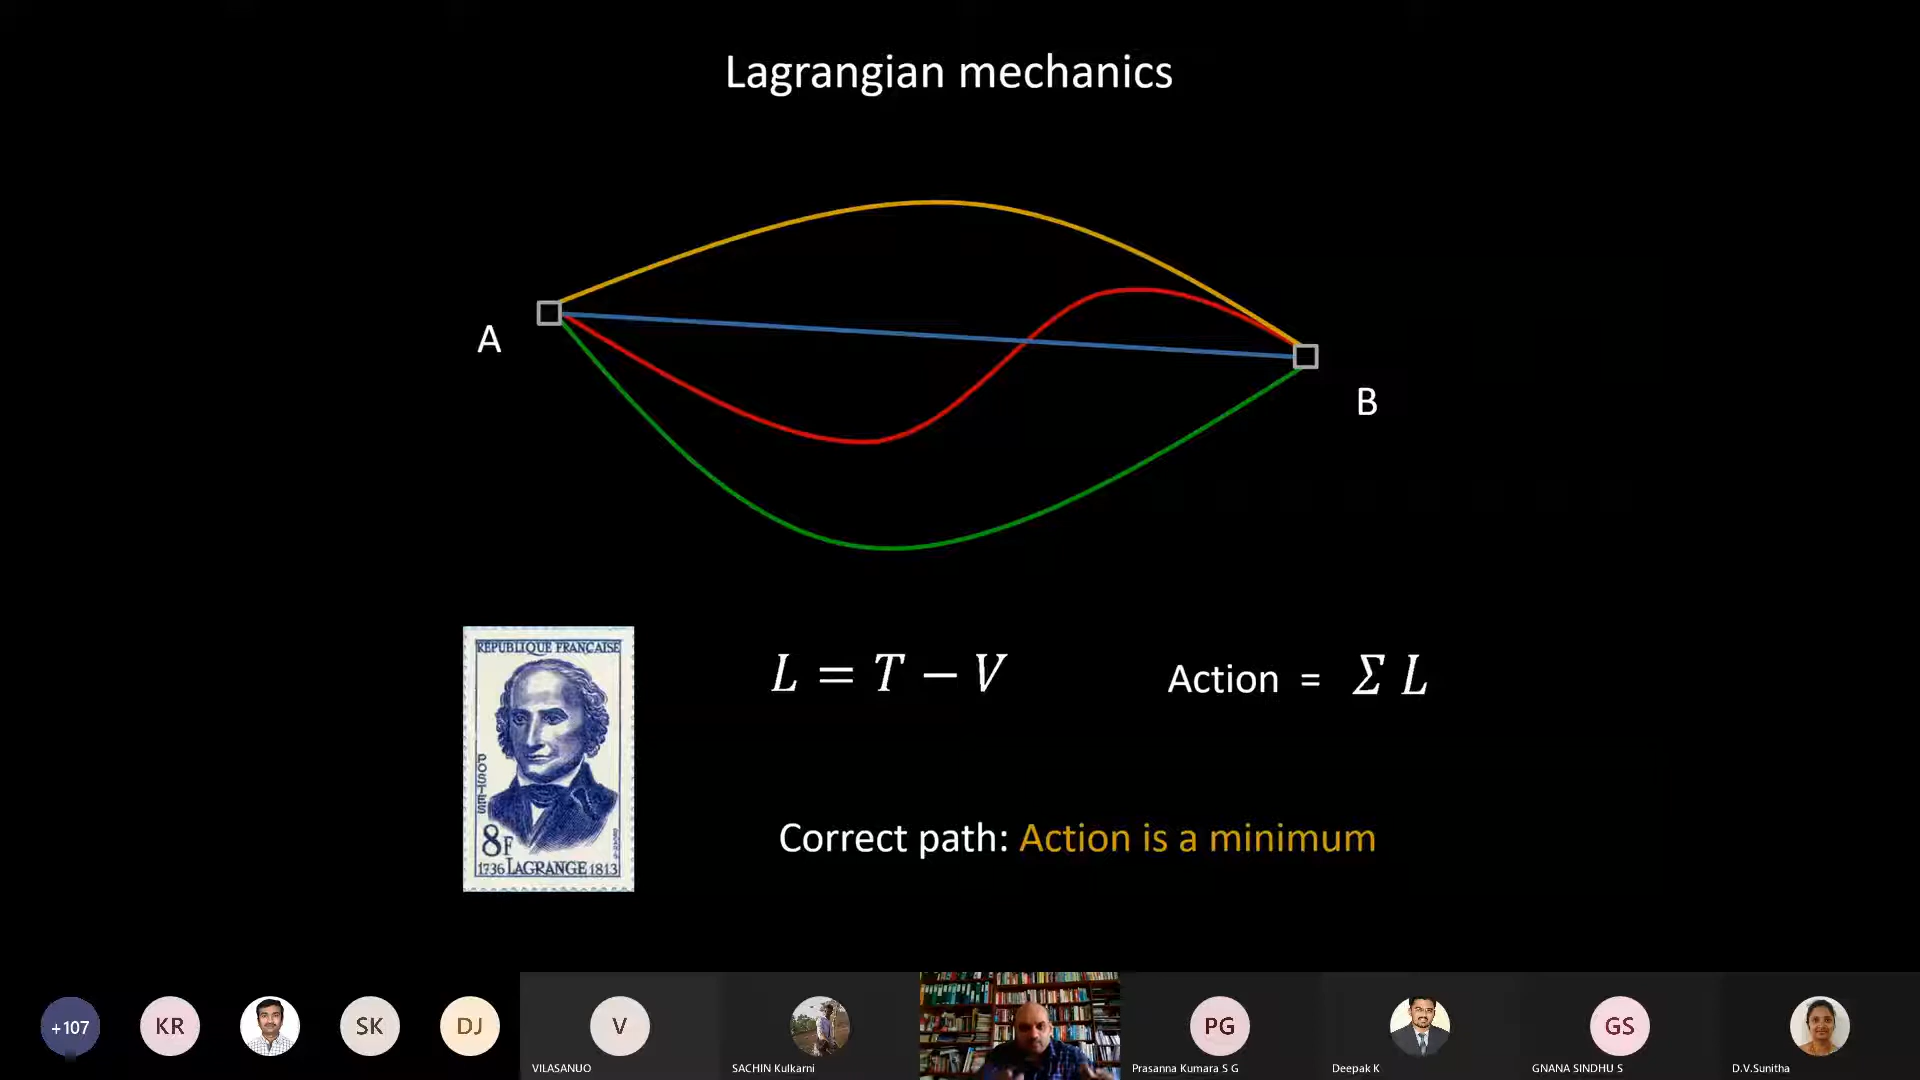 Lagrangian mechanics
A
B
REPUBLIQUE FRANÇAISE
POSTES
8F
1736 LAGRANGE 1813
L = T − V
Action = Σ L
Correct path: Action is a minimum
+107
KR
SK
DJ
V
VILASANUO
SACHIN Kulkarni
PG
Prasanna Kumara S G
Deepak K
GS
GNANA SINDHU S
D.V.Sunitha